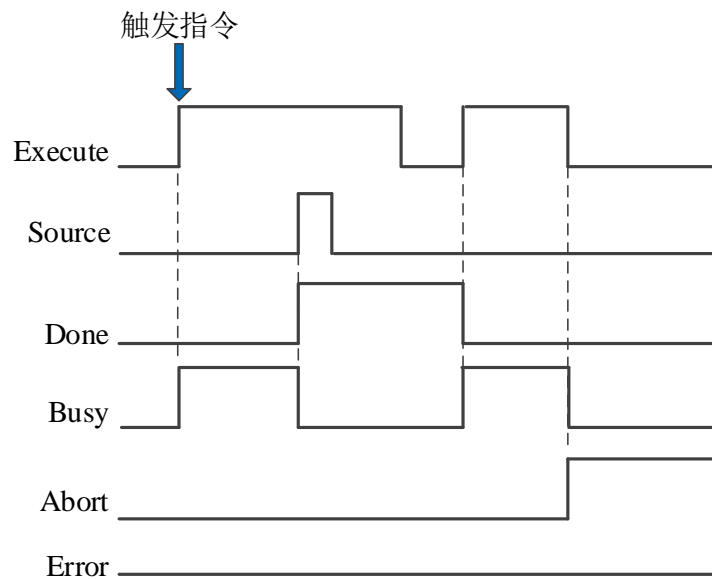 触发指令
Execute
Source
Done
Busy
Abort
Error